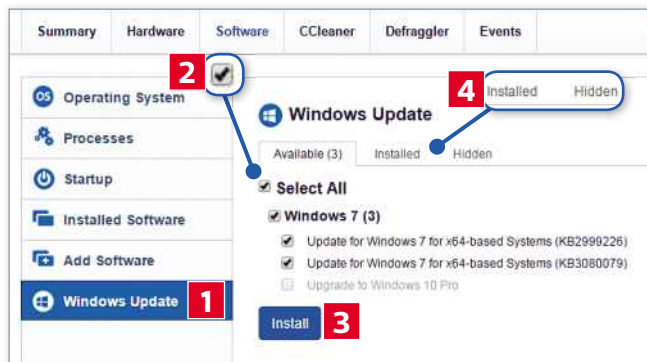 Summary Hardware Software CCleaner Defraggler Events
2
4 Installed Hidden
OS Operating System
Processes
Startup
Installed Software
Add Software
Windows Update 1
Windows Update
Available (3) Installed Hidden
Select All
Windows 7 (3)
Update for Windows 7 for x64-based Systems (KB2999226)
Update for Windows 7 for x64-based Systems (KB3080079)
Upgrade to Windows 10 Pro
Install 3